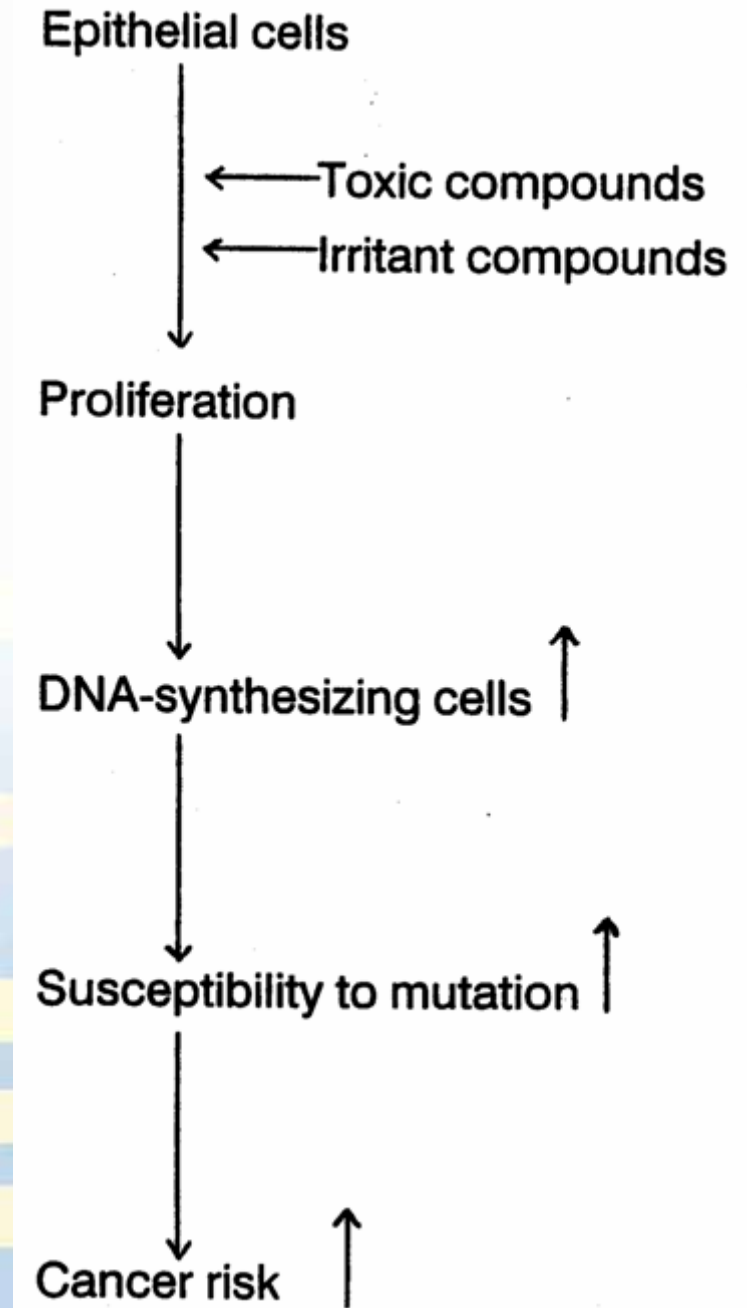 Epithelial cells
Toxic compounds
Irritant compounds
Proliferation
DNA-synthesizing cells
Susceptibility to mutation
Cancer risk